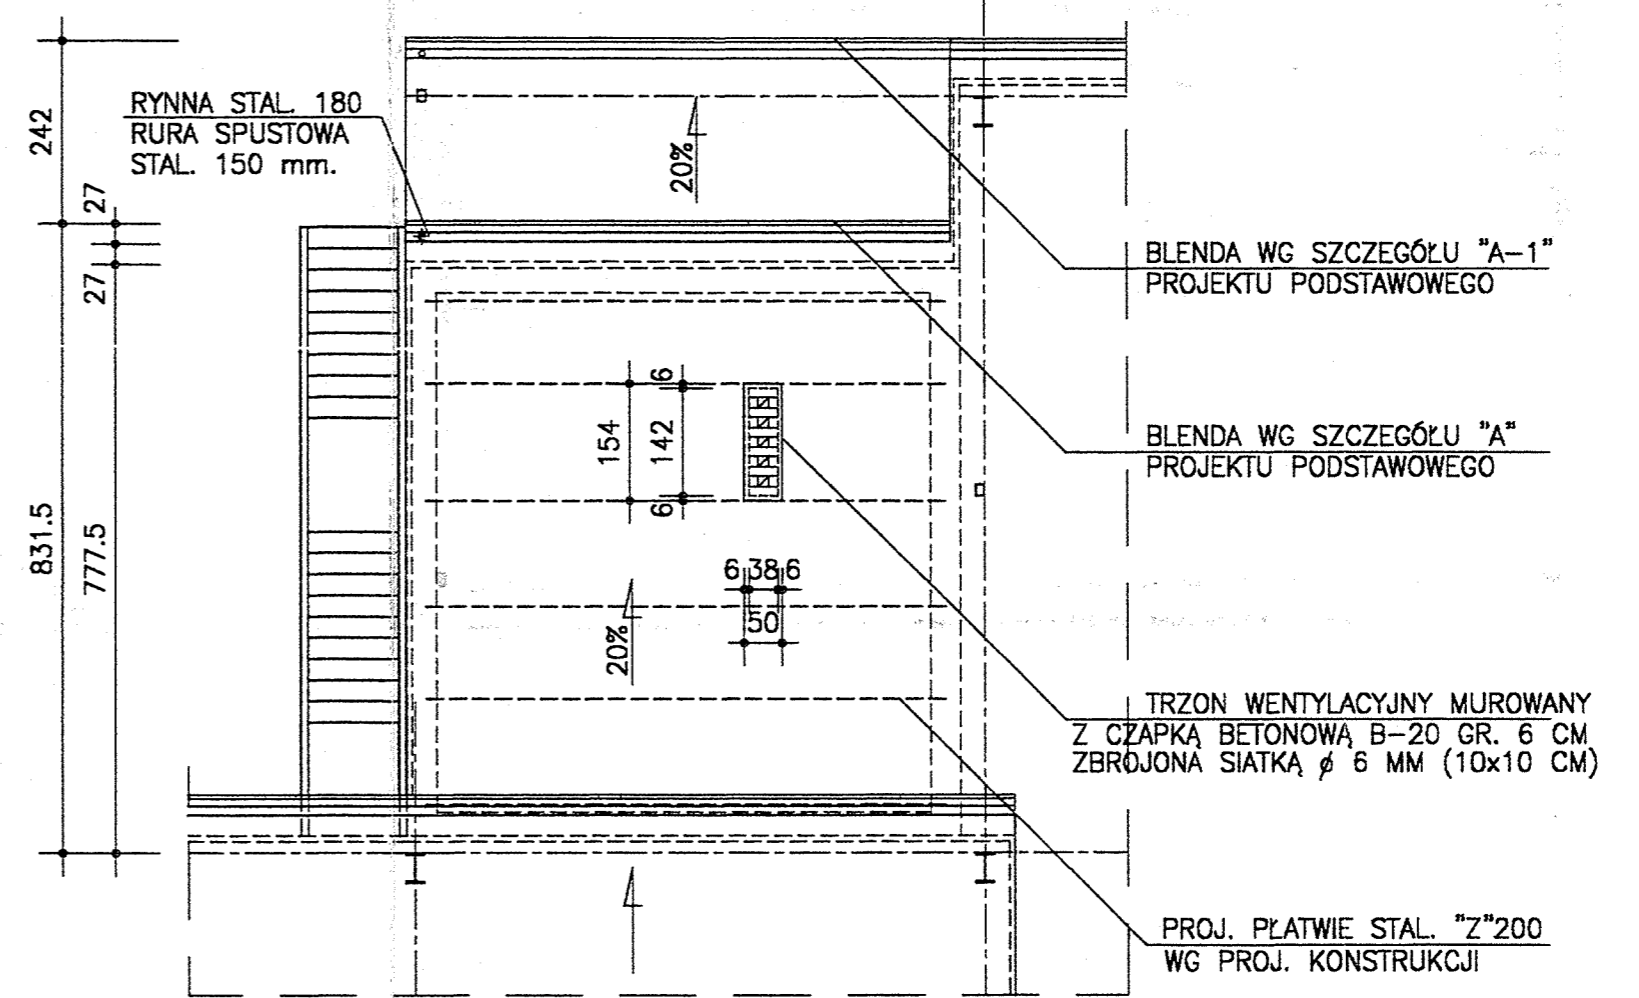 242
27
27
831.5
777.5
RYNNA STAL. 180
RURA SPUSTOWA
STAL. 150 mm.
20%
BLENDA WG SZCZEGÓŁU "A-1"
PROJEKTU PODSTAWOWEGO
BLENDA WG SZCZEGÓŁU "A"
PROJEKTU PODSTAWOWEGO
154
6
142
6
6 38 6
50
20%
TRZON WENTYLACYJNY MUROWANY
Z CZAPKĄ BETONOWĄ B-20 GR. 6 CM
ZBROJONA SIATKĄ ø 6 MM (10x10 CM)
PROJ. PŁATWIE STAL. "Z"200
WG PROJ. KONSTRUKCJI